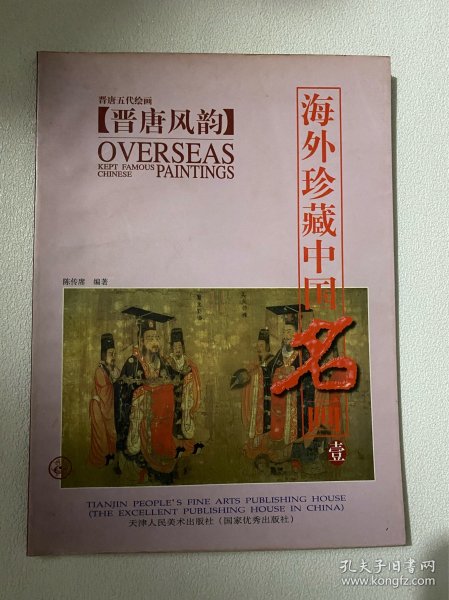 晋唐五代绘画
【晋唐风韵】
OVERSEAS
KEPT FAMOUS
CHINESE
PAINTINGS
海外珍藏中国名画
壹
陈传席 编著
TIANJIN PEOPLE'S FINE ARTS PUBLISHING HOUSE
(THE EXCELLENT PUBLISHING HOUSE IN CHINA)
天津人民美术出版社（国家优秀出版社）
孔夫子旧书网
www.kongfz.com